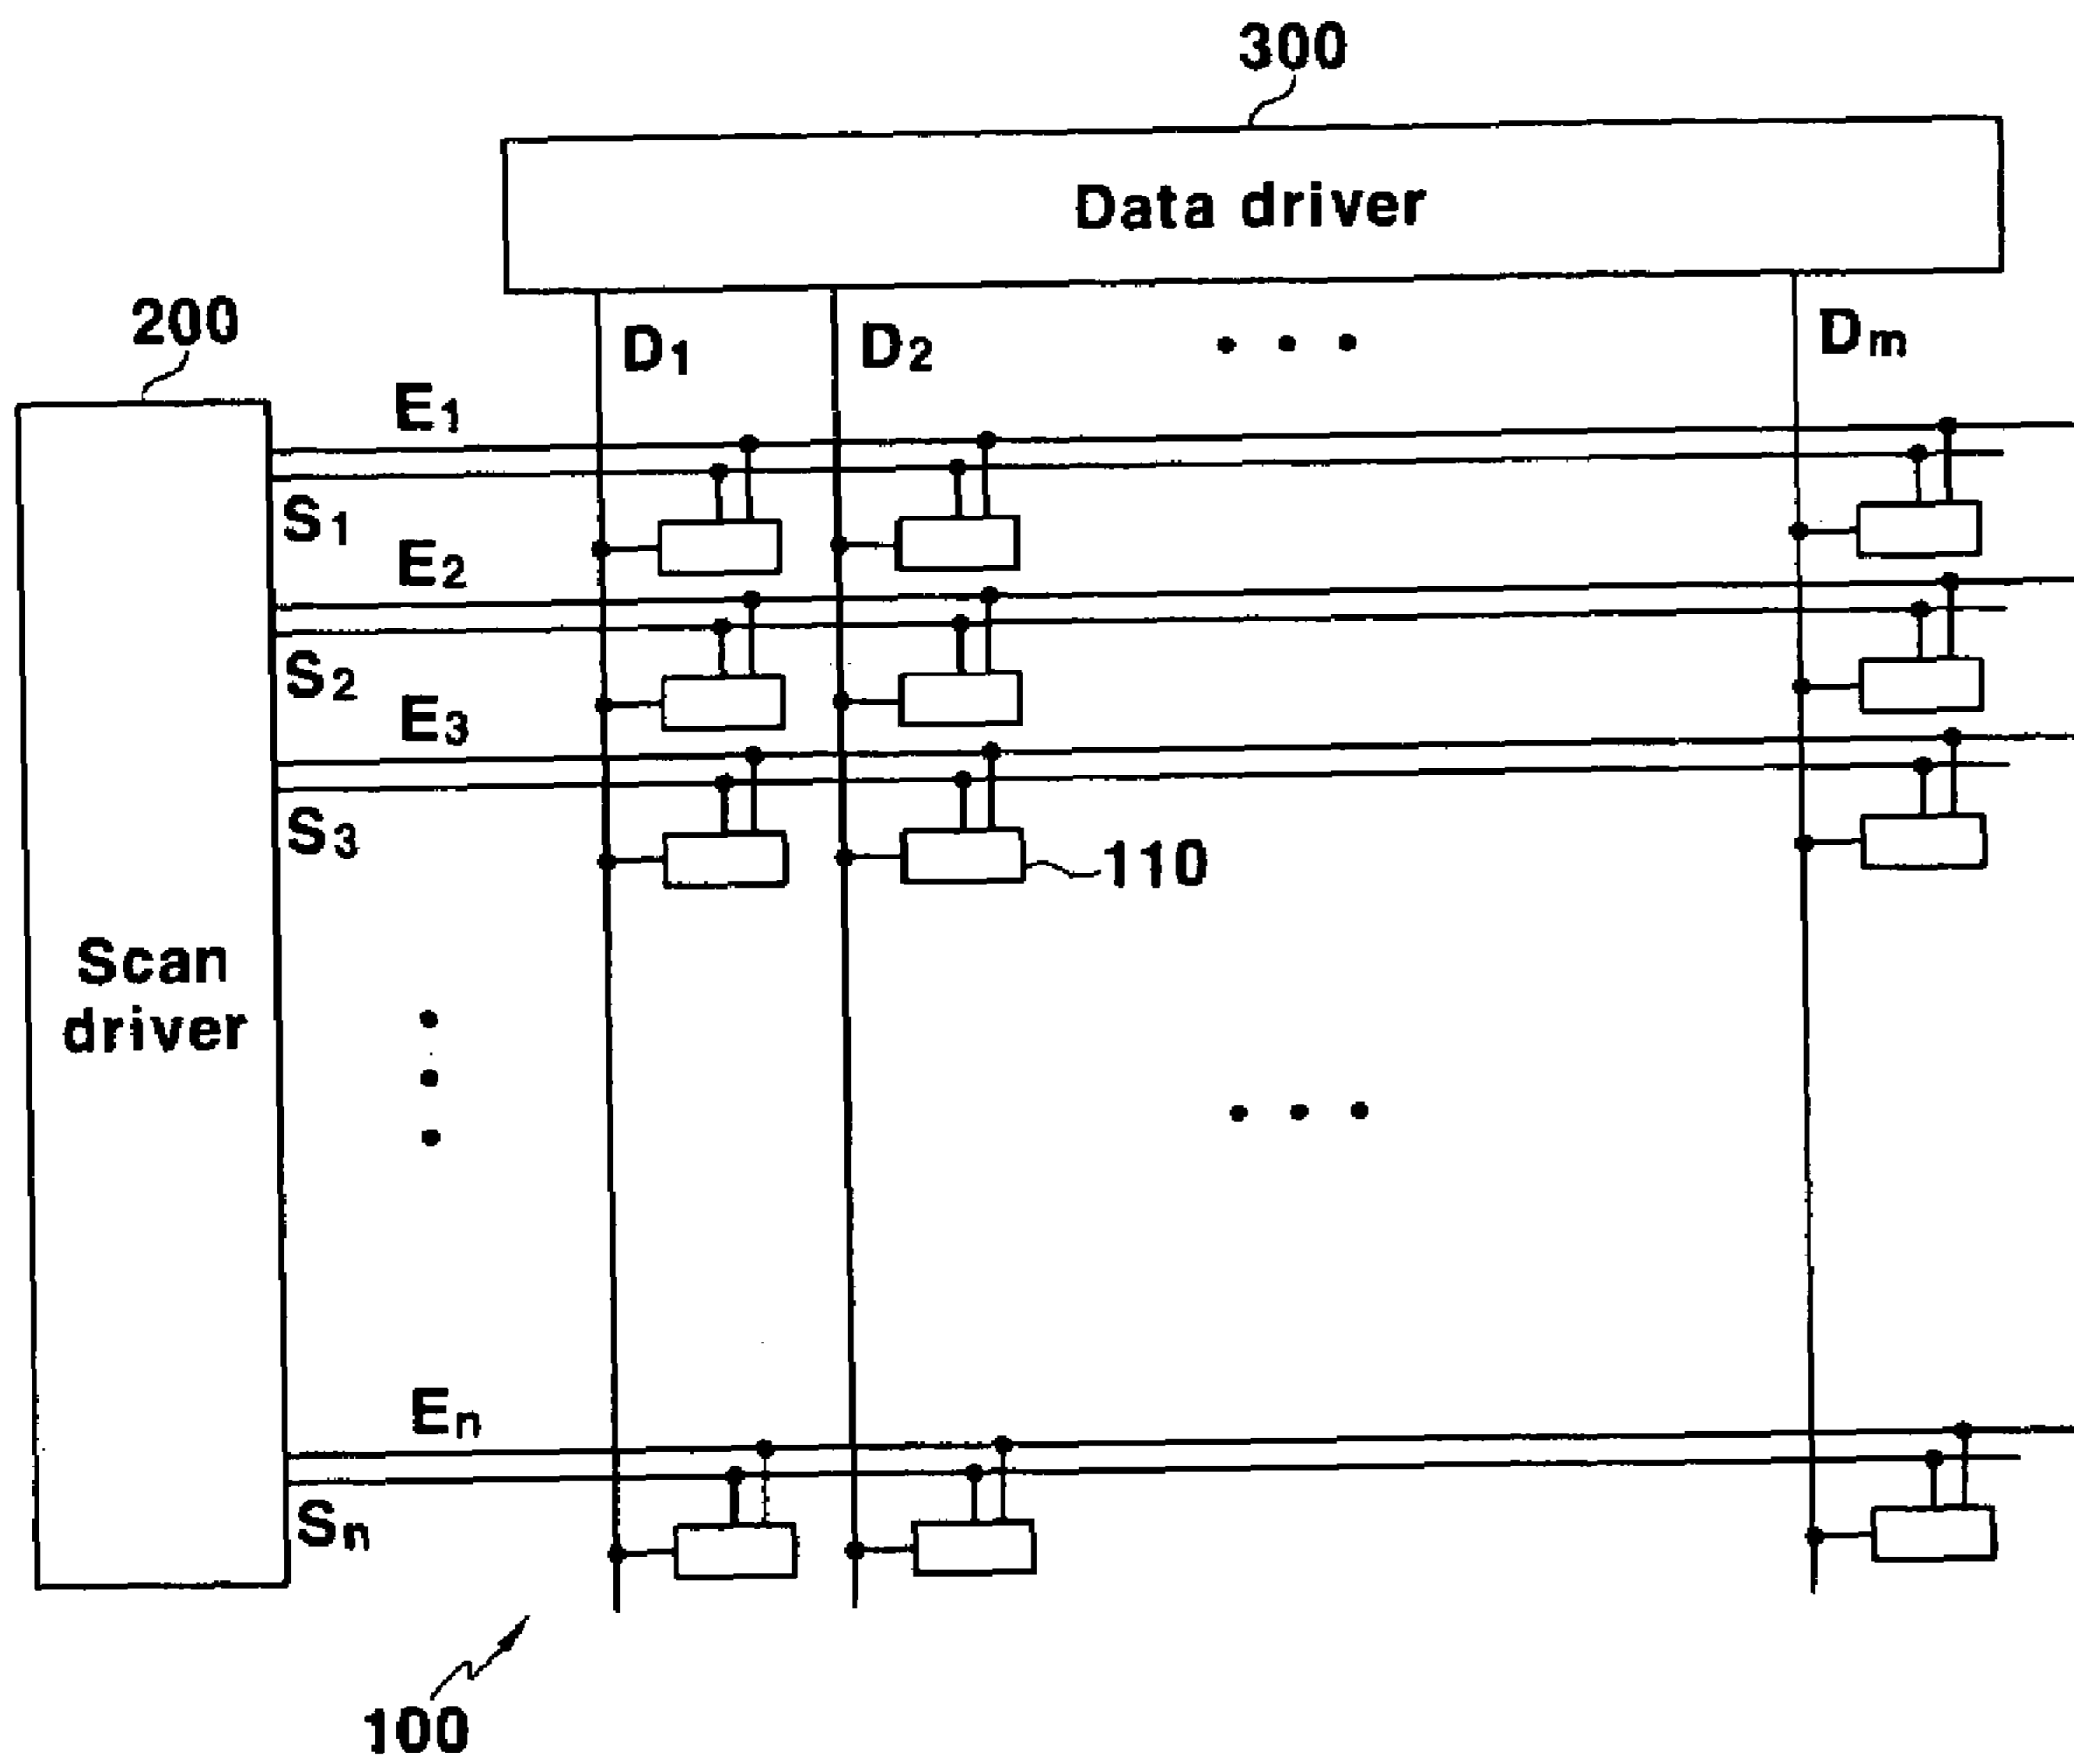 300
Data driver
200
D1
D2
Dm
E1
S1
E2
S2
E3
S3
110
Scan
driver
En
Sn
100